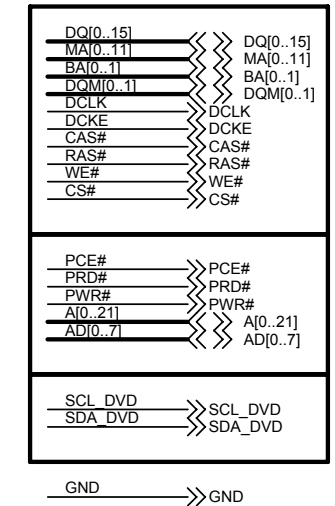 DQ[0..15] DQ[0..15]
MA[0..11] MA[0..11]
BA[0..1] BA[0..1]
DQM[0..1] DQM[0..1]
DCLK DCLK
DCKE DCKE
CAS# CAS#
RAS# RAS#
WE# WE#
CS# CS#
PCE# PCE#
PRD# PRD#
PWR# PWR#
A[0..21] A[0..21]
AD[0..7] AD[0..7]
SCL_DVD SCL_DVD
SDA_DVD SDA_DVD
GND GND